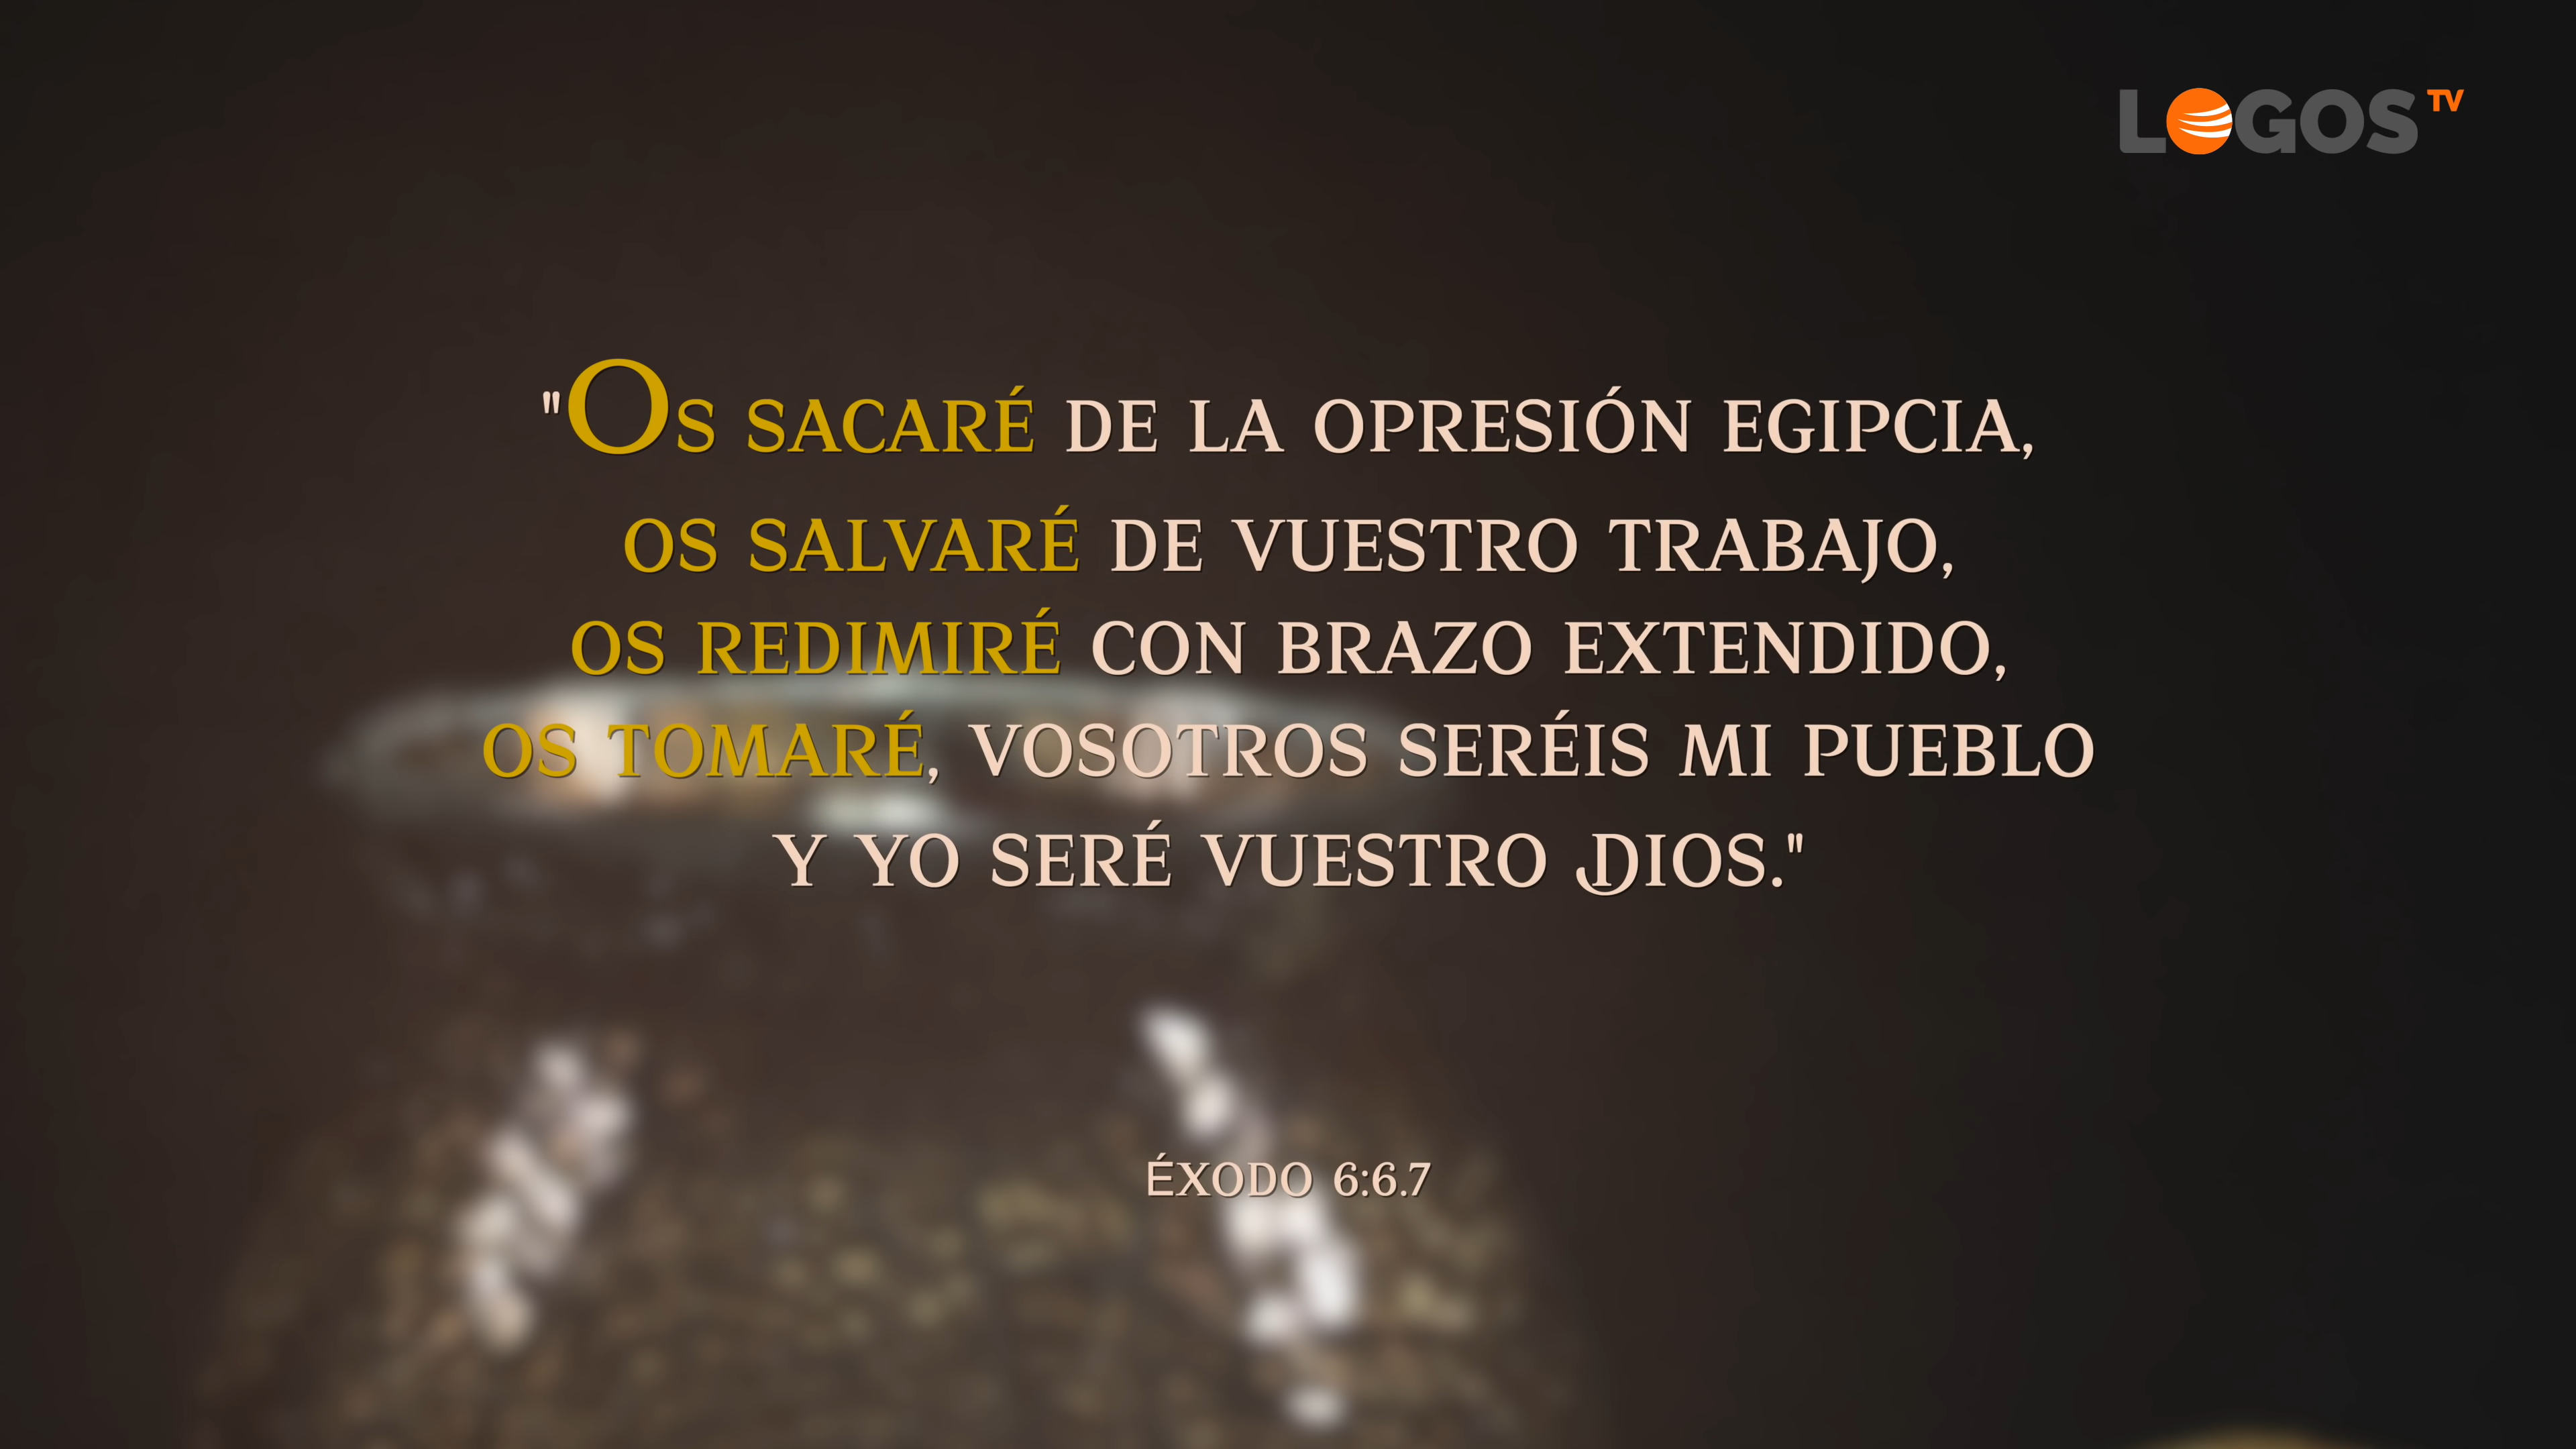 LOGOS TV
"Os SACARÉ DE LA OPRESIÓN EGIPCIA,
OS SALVARÉ DE VUESTRO TRABAJO,
OS REDIMIRÉ CON BRAZO EXTENDIDO,
OS TOMARÉ, VOSOTROS SERÉIS MI PUEBLO
Y YO SERÉ VUESTRO DIOS."
ÉXODO 6:6.7